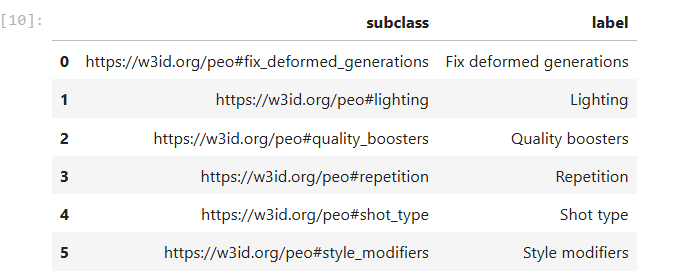 [10]:
subclass label
0 https://w3id.org/peo#fix_deformed_generations Fix deformed generations
1 https://w3id.org/peo#lighting Lighting
2 https://w3id.org/peo#quality_boosters Quality boosters
3 https://w3id.org/peo#repetition Repetition
4 https://w3id.org/peo#shot_type Shot type
5 https://w3id.org/peo#style_modifiers Style modifiers